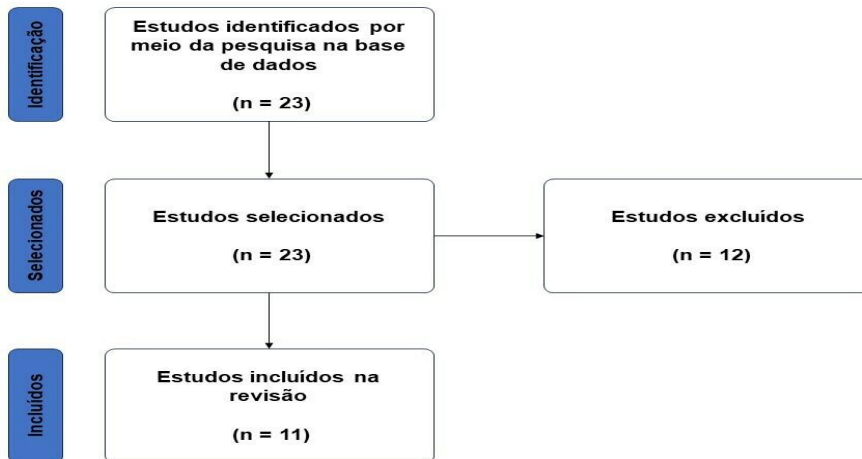 Identificação
Estudos identificados por
meio da pesquisa na base
de dados
(n = 23)
Selecionados
Estudos selecionados
(n = 23)
Estudos excluídos
(n = 12)
Incluídos
Estudos incluídos na
revisão
(n = 11)